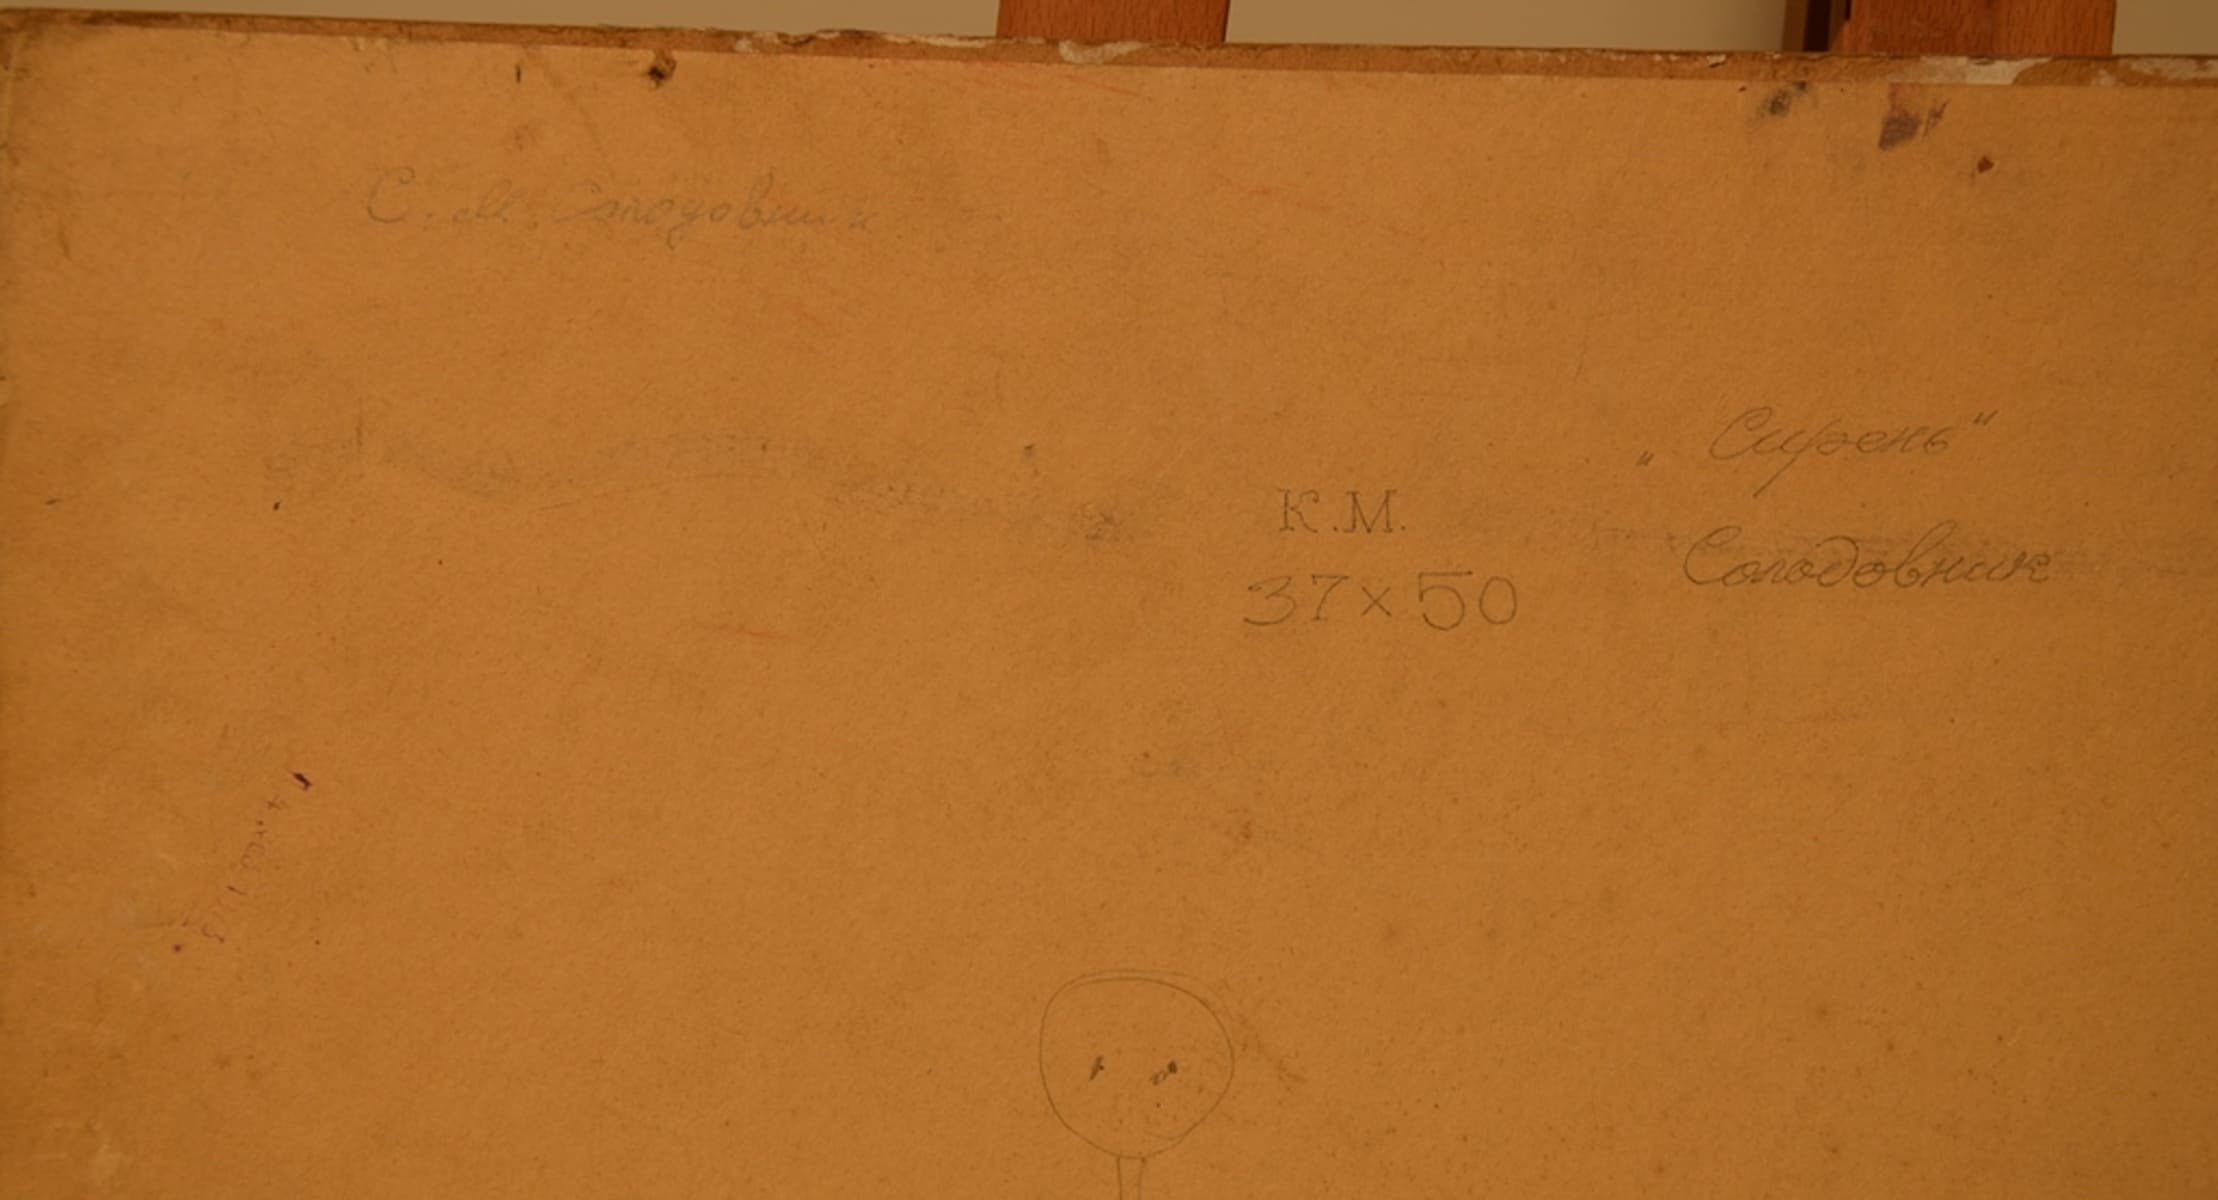 С. М. Солодовник
„Сирень“
К.М.
Солодовник
37×50